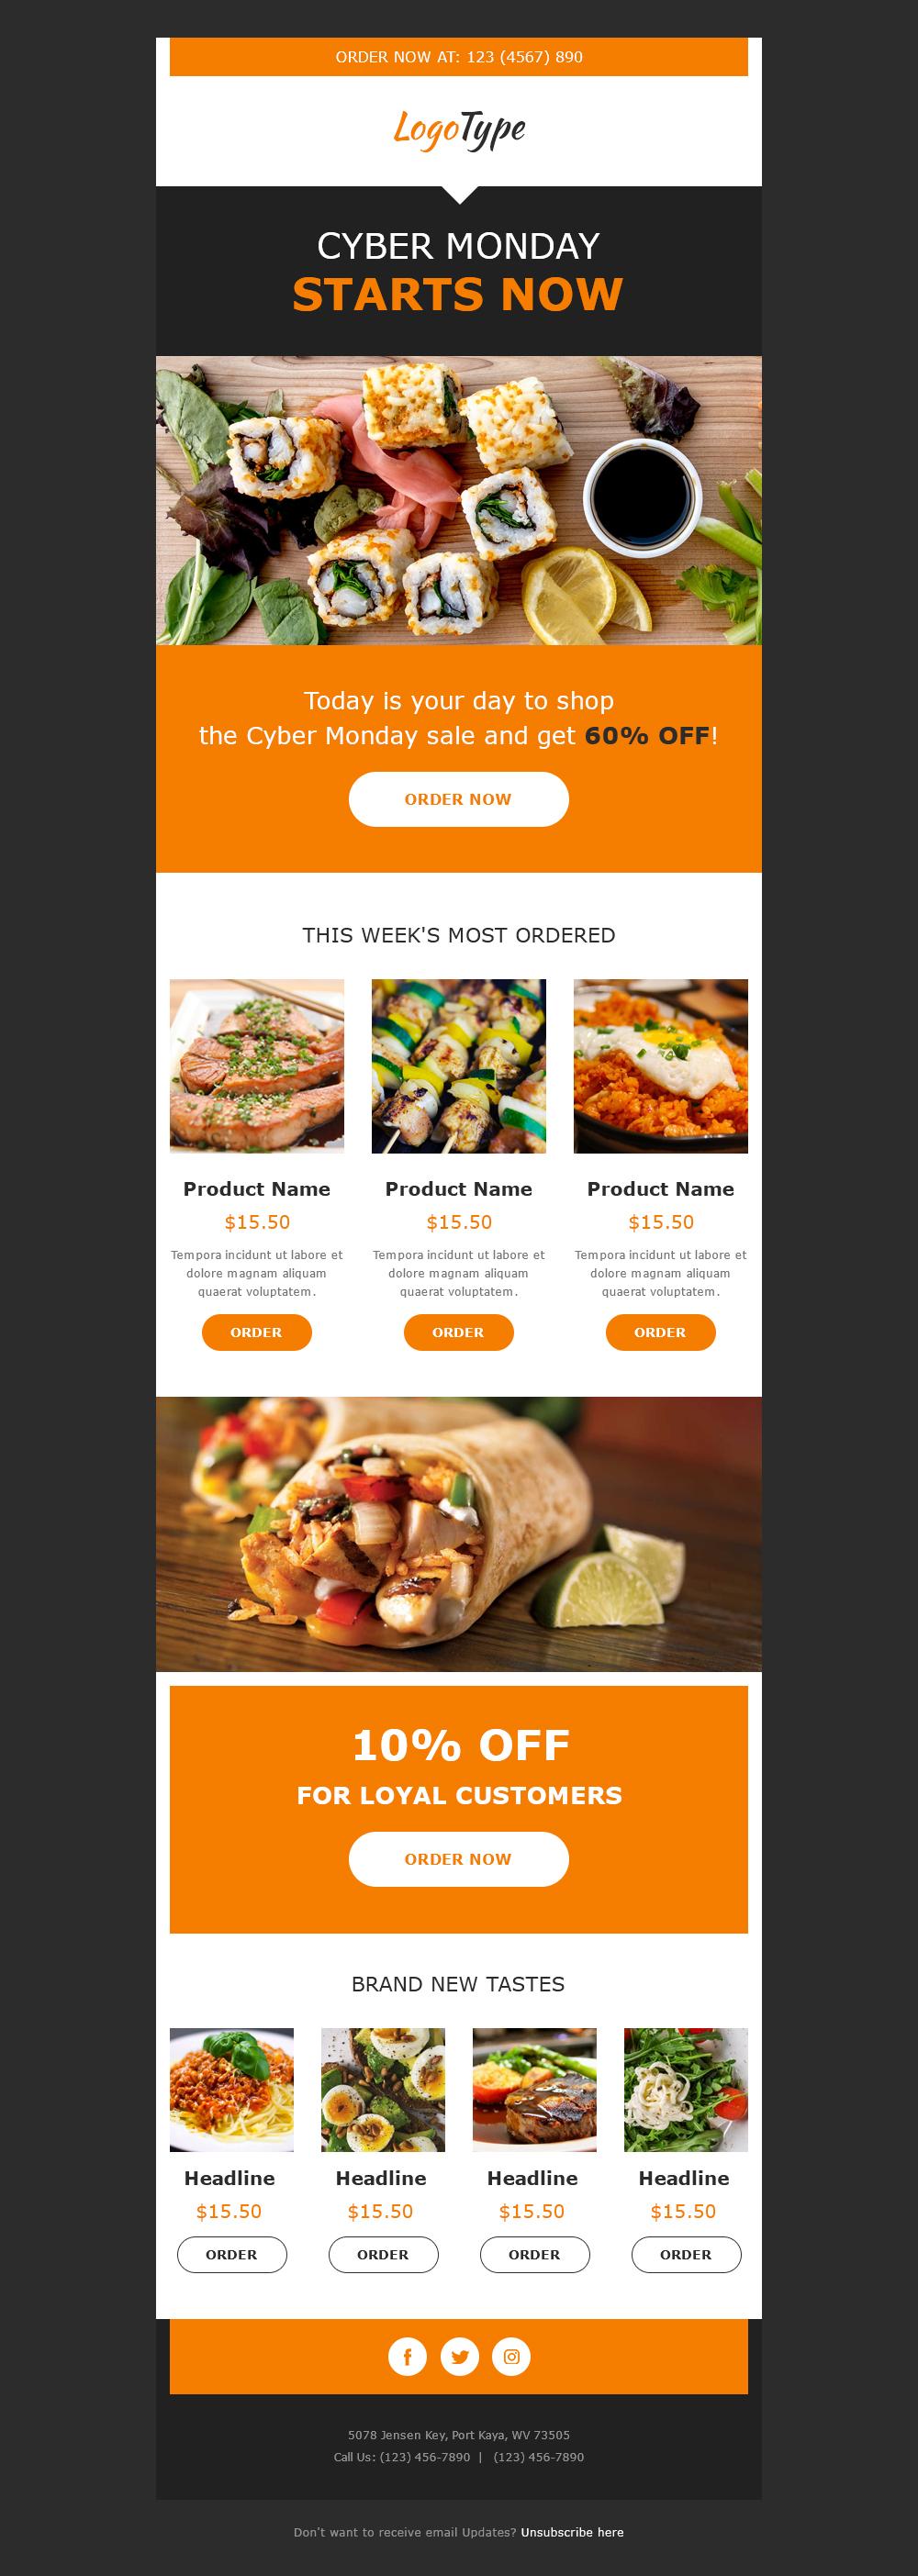 ORDER NOW AT: 123 (4567) 890
LogoType
CYBER MONDAY
STARTS NOW
Today is your day to shop
the Cyber Monday sale and get 60% OFF!
ORDER NOW
THIS WEEK'S MOST ORDERED
Product Name
$15.50
Tempora incidunt ut labore et
dolore magnam aliquam
quaerat voluptatem.
ORDER
Product Name
$15.50
Tempora incidunt ut labore et
dolore magnam aliquam
quaerat voluptatem.
ORDER
Product Name
$15.50
Tempora incidunt ut labore et
dolore magnam aliquam
quaerat voluptatem.
ORDER
10% OFF
FOR LOYAL CUSTOMERS
ORDER NOW
BRAND NEW TASTES
Headline
$15.50
ORDER
Headline
$15.50
ORDER
Headline
$15.50
ORDER
Headline
$15.50
ORDER
5078 Jensen Key, Port Kaya, WV 73505
Call Us: (123) 456-7890 | (123) 456-7890
Don't want to receive email Updates? Unsubscribe here